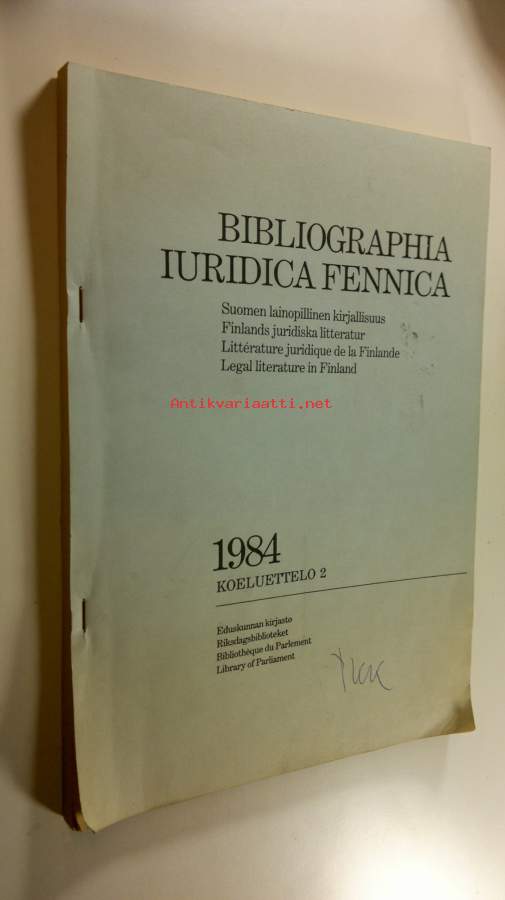 BIBLIOGRAPHIA
IURIDICA FENNICA
Suomen lainopillinen kirjallisuus
Finlands juridiska litteratur
Littérature juridique de la Finlande
Legal literature in Finland
Antikvariaatti.net
1984
KOELUETTELO 2
Eduskunnan kirjasto
Riksdagsbiblioteket
Bibliothèque du Parlement
Library of Parliament